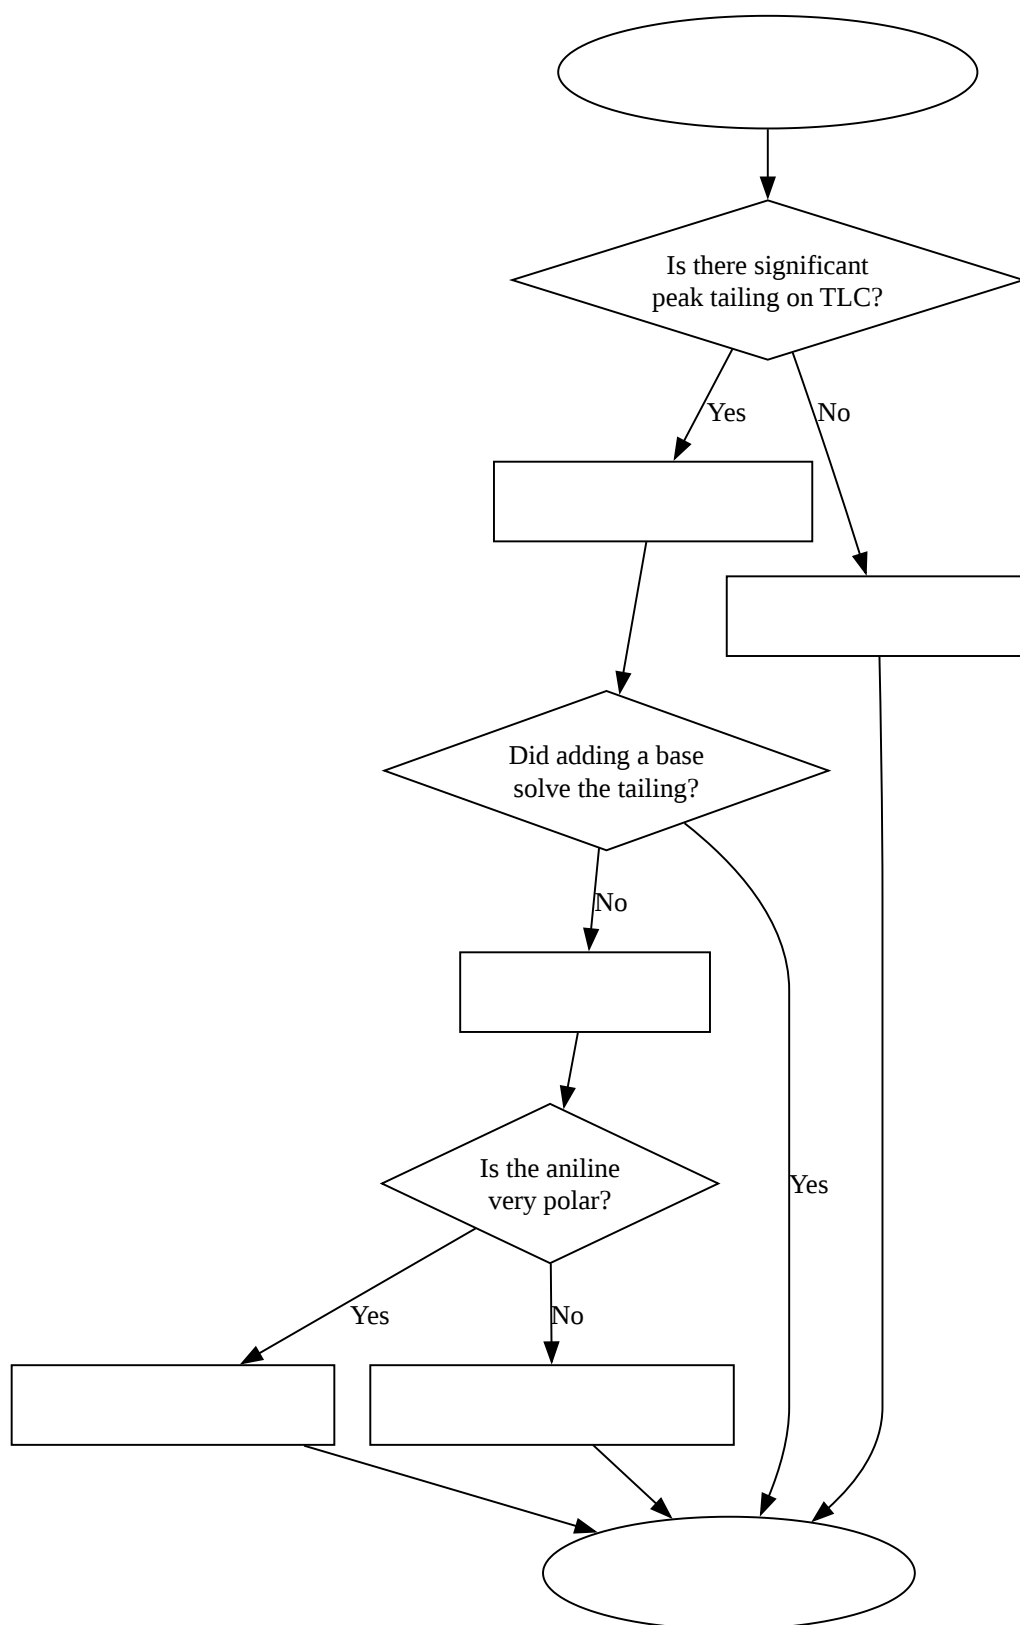 Is there significant
peak tailing on TLC?
Yes
No
Did adding a base
solve the tailing?
No
Is the aniline
very polar?
Yes
Yes
No